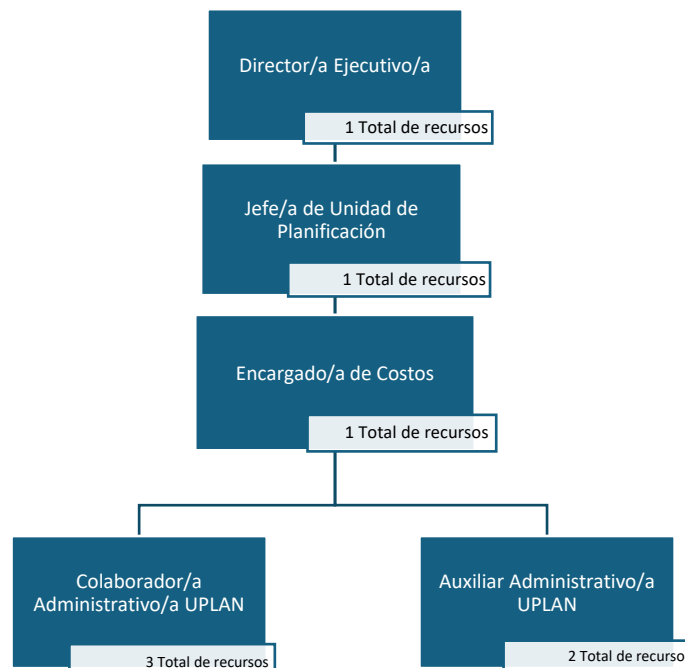 Director/a Ejecutivo/a
1 Total de recursos
Jefe/a de Unidad de
Planificación
1 Total de recursos
Encargado/a de Costos
1 Total de recursos
Colaborador/a
Administrativo/a UPLAN
3 Total de recursos
Auxiliar Administrativo/a
UPLAN
2 Total de recurso